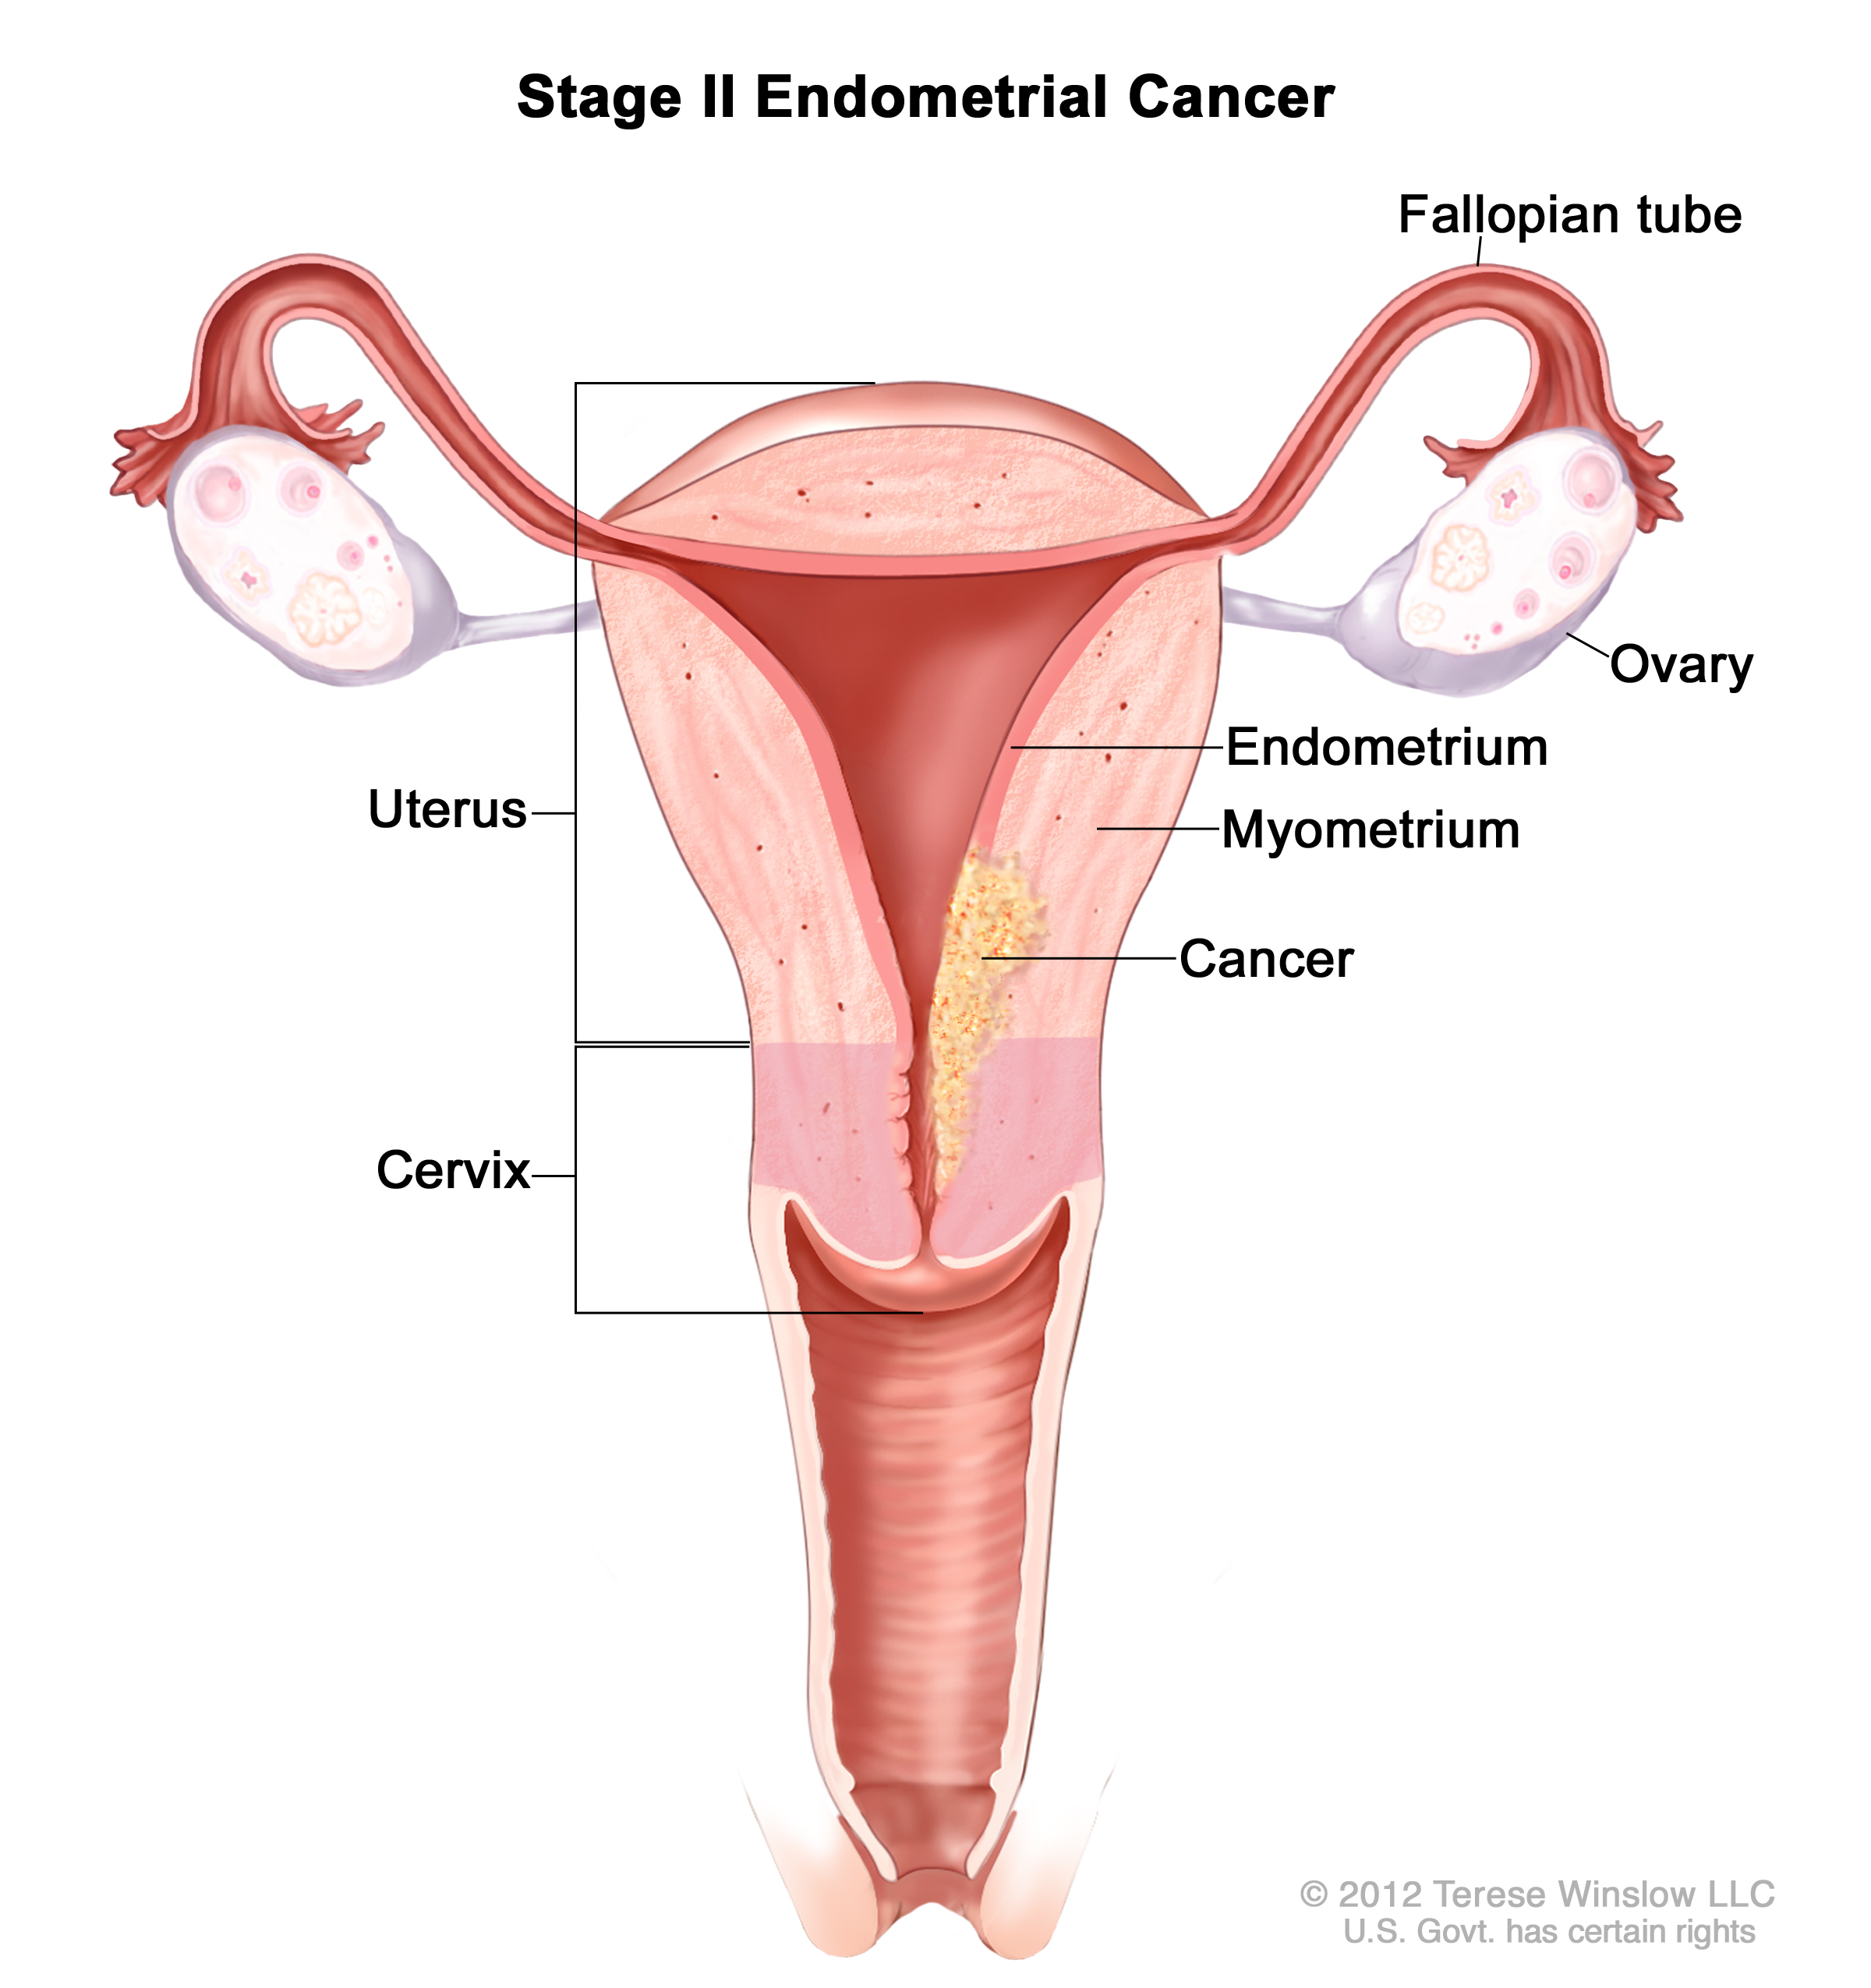 Stage II Endometrial Cancer
Fallopian tube
Ovary
Endometrium
Uterus
Myometrium
Cancer
Cervix
© 2012 Terese Winslow LLC
U.S. Govt. has certain rights